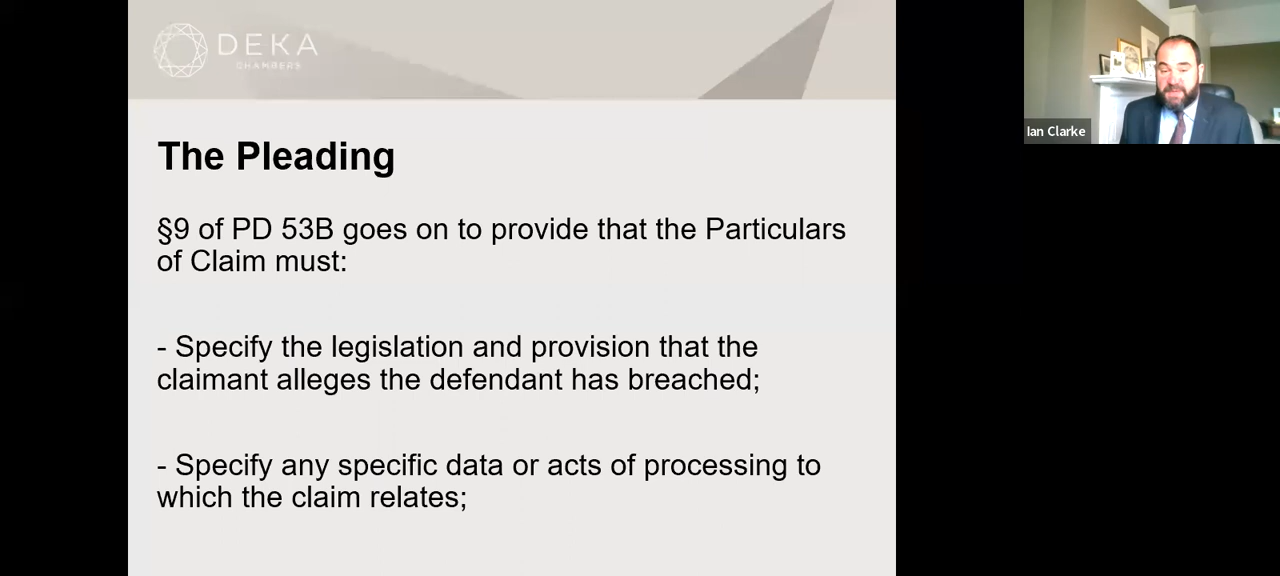 DEKA
CHAMBERS
Ian Clarke
The Pleading
§9 of PD 53B goes on to provide that the Particulars
of Claim must:
- Specify the legislation and provision that the
claimant alleges the defendant has breached;
- Specify any specific data or acts of processing to
which the claim relates;